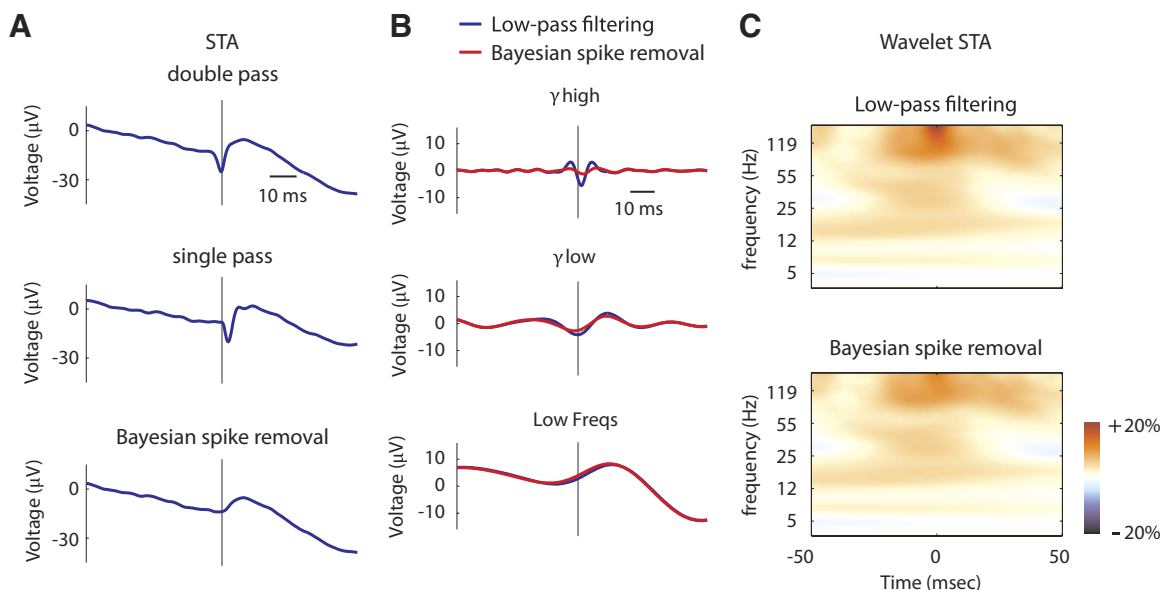 A
STA
double pass
Voltage (µV)
0
-30
10 ms
single pass
Voltage (µV)
0
-30
Bayesian spike removal
Voltage (µV)
0
-30
B
Low-pass filtering
Bayesian spike removal
γ high
Voltage (µV)
10
0
-10
10 ms
γ low
Voltage (µV)
10
0
-10
Low Freqs
Voltage (µV)
10
0
-10
C
Wavelet STA
Low-pass filtering
frequency (Hz)
119
55
25
12
5
Bayesian spike removal
frequency (Hz)
119
55
25
12
5
-50
0
50
Time (msec)
+20%
-20%